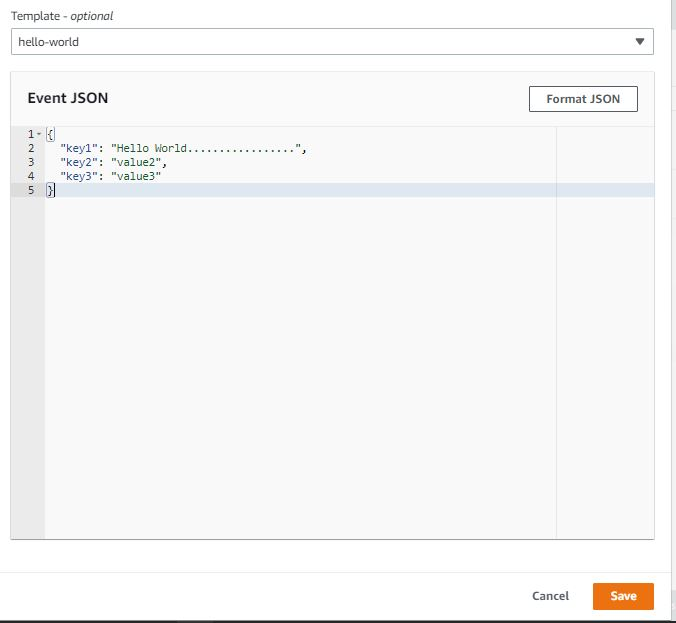 Template - optional
hello-world
Event JSON
Format JSON
1 {
2 "key1": "Hello World.................",
3 "key2": "value2",
4 "key3": "value3"
5 }
Cancel
Save